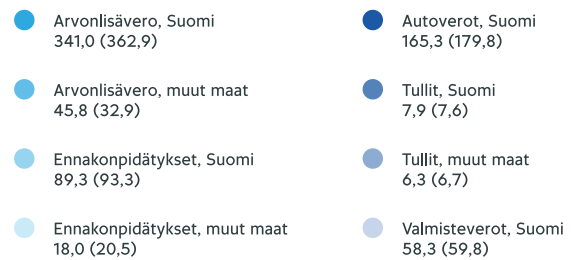 Arvonlisävero, Suomi
341,0 (362,9)
Arvonlisävero, muut maat
45,8 (32,9)
Ennakonpidätykset, Suomi
89,3 (93,3)
Ennakonpidätykset, muut maat
18,0 (20,5)
Autoverot, Suomi
165,3 (179,8)
Tullit, Suomi
7,9 (7,6)
Tullit, muut maat
6,3 (6,7)
Valmisteverot, Suomi
58,3 (59,8)